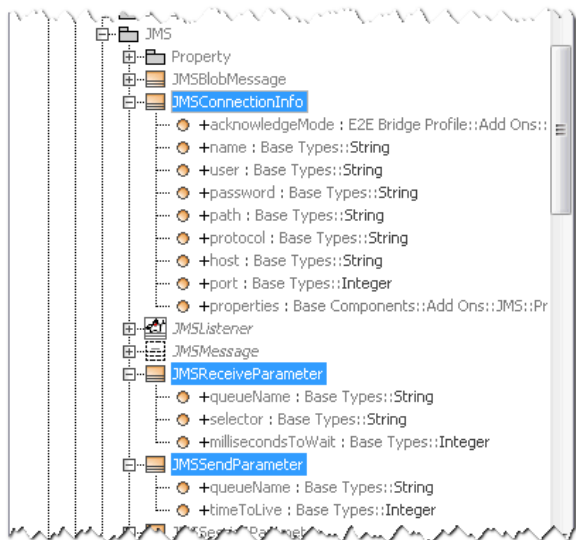 JMS
Property
JMSBlobMessage
JMSConnectionInfo
+acknowledgeMode : E2E Bridge Profile::Add Ons::
+name : Base Types::String
+user : Base Types::String
+password : Base Types::String
+path : Base Types::String
+protocol : Base Types::String
+host : Base Types::String
+port : Base Types::Integer
+properties : Base Components::Add Ons::JMS::Pr
JMSListener
JMSMessage
JMSReceiveParameter
+queueName : Base Types::String
+selector : Base Types::String
+millisecondsToWait : Base Types::Integer
JMSSendParameter
+queueName : Base Types::String
+timeToLive : Base Types::Integer